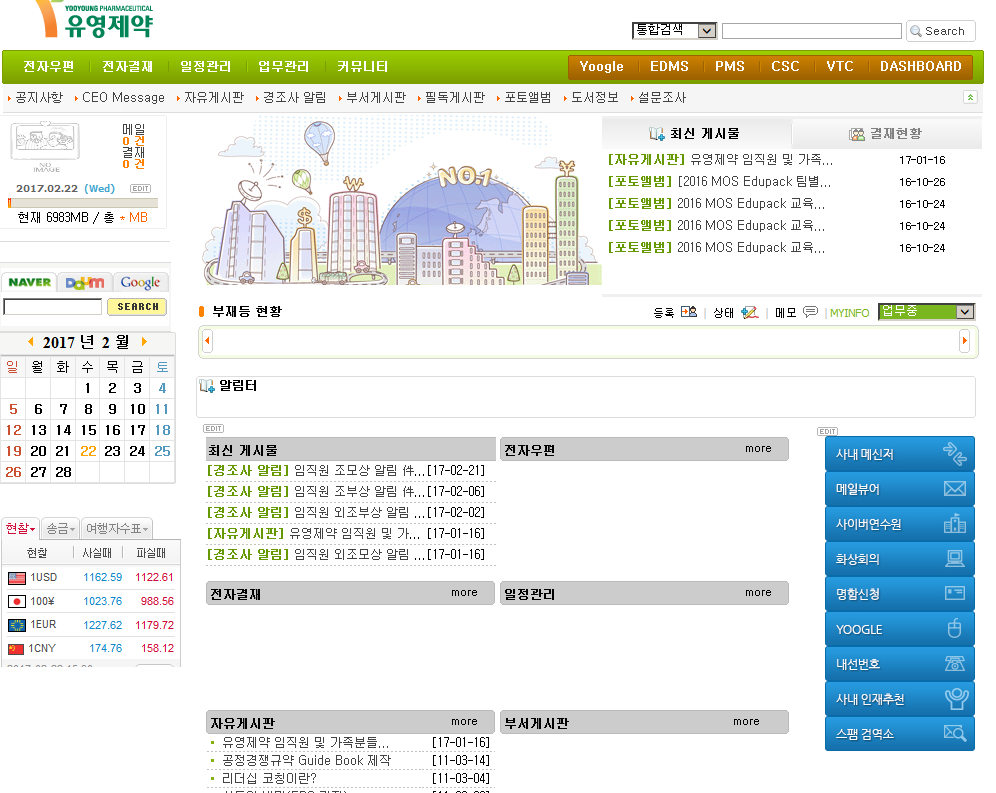 YOOYOUNG PHARMACEUTICAL
유영제약
통합검색 Search
전자우편 전자결재 일정관리 업무관리 커뮤니티 Yoogle EDMS PMS CSC VTC DASHBOARD
공지사항 CEO Message 자유게시판 경조사 알림 부서게시판 필독게시판 포토앨범 도서정보 설문조사
NO IMAGE
메일
0 건
결재
0 건
2017.02.22 (Wed) EDIT
현재 6983MB / 총 * MB
NO.1
최신 게시물 결재현황
[자유게시판] 유영제약 임직원 및 가족... 17-01-16
[포토앨범] [2016 MOS Edupack 팀별... 16-10-26
[포토앨범] 2016 MOS Edupack 교육... 16-10-24
[포토앨범] 2016 MOS Edupack 교육... 16-10-24
[포토앨범] 2016 MOS Edupack 교육... 16-10-24
NAVER Daum Google
SEARCH
부재등 현황 등록 | 상태 | 메모 | MYINFO 업무중
2017 년 2 월
일 월 화 수 목 금 토
1 2 3 4
5 6 7 8 9 10 11
12 13 14 15 16 17 18
19 20 21 22 23 24 25
26 27 28
알림터
EDIT
최신 게시물
[경조사 알림] 임직원 조모상 알림 件...[17-02-21]
[경조사 알림] 임직원 조부상 알림 件...[17-02-06]
[경조사 알림] 임직원 외조부상 알림 ...[17-02-02]
[자유게시판] 유영제약 임직원 및 가... [17-01-16]
[경조사 알림] 임직원 외조모상 알림 ...[17-01-16]
전자우편 more
전자결재 more
일정관리 more
자유게시판 more
유영제약 임직원 및 가족분들... [17-01-16]
공정경쟁규약 Guide Book 제작 [11-03-14]
리더십 코칭이란? [11-03-04]
부서게시판 more
EDIT
사내 메신저
메일뷰어
사이버연수원
화상회의
명함신청
YOOGLE
내선번호
사내 인재추천
스팸 검역소
현찰 송금 여행자수표
현찰 사실때 파실때
1USD 1162.59 1122.61
100¥ 1023.76 988.56
1EUR 1227.62 1179.72
1CNY 174.76 158.12